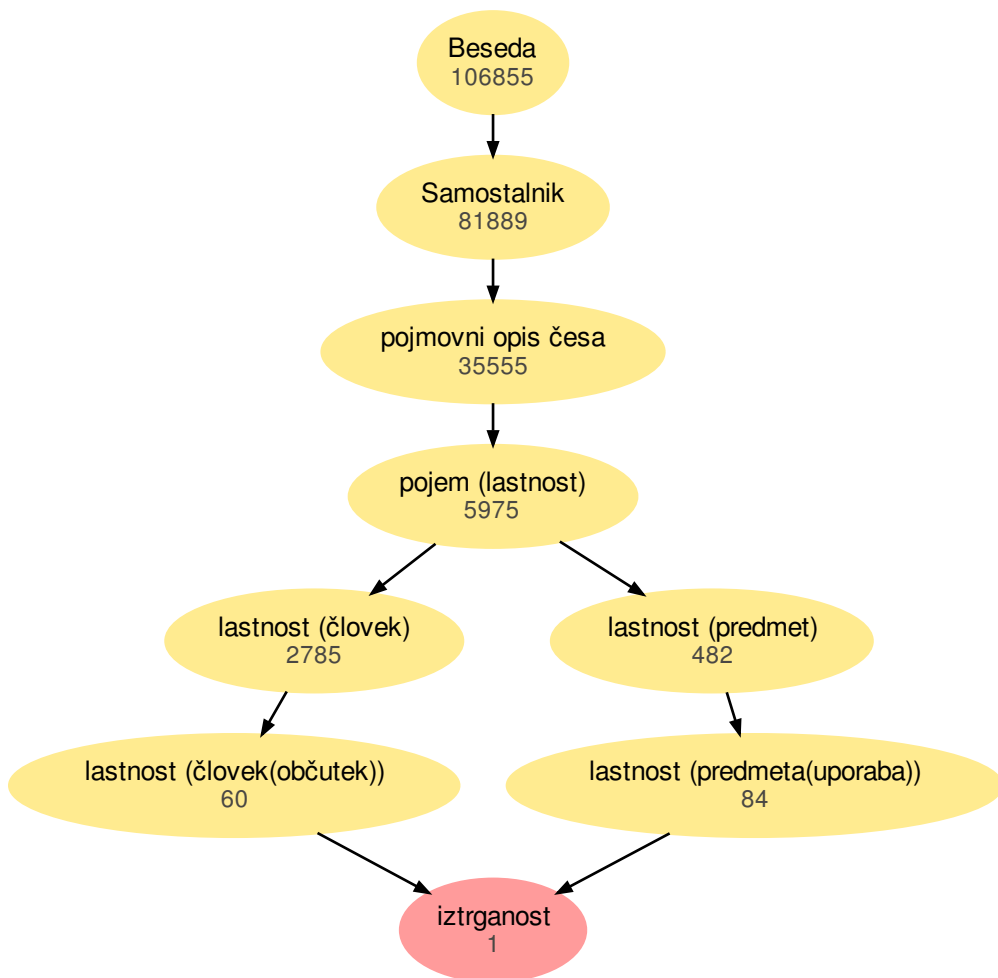 Beseda
106855
Samostalnik
81889
pojmovni opis česa
35555
pojem (lastnost)
5975
lastnost (človek)
2785
lastnost (predmet)
482
lastnost (človek(občutek))
60
lastnost (predmeta(uporaba))
84
iztrganost
1